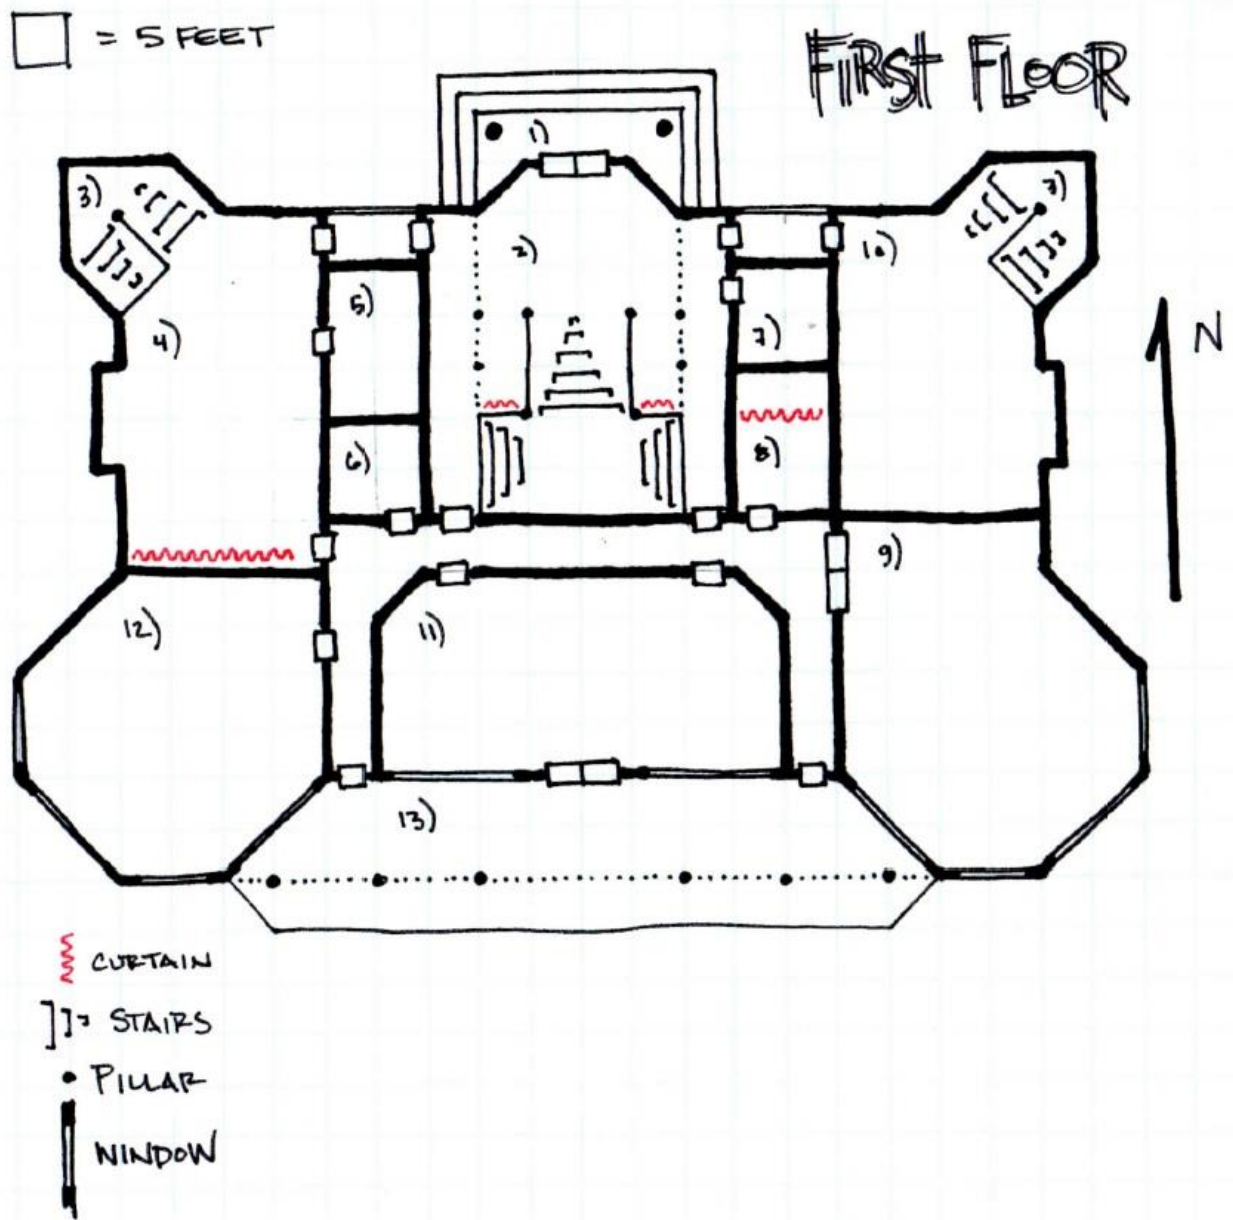 = 5 FEET
FIRST FLOOR
1)
2)
3)
3)
4)
5)
6)
7)
8)
9)
10)
11)
12)
13)
N
CURTAIN
STAIRS
PILLAR
WINDOW